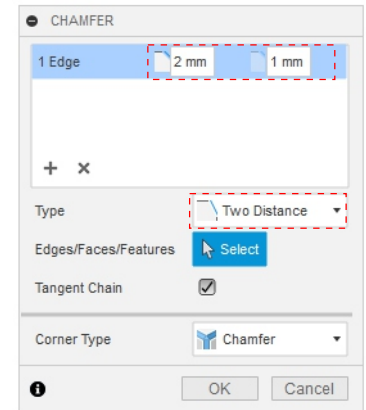 CHAMFER
1 Edge 2 mm 1 mm
Type Two Distance
Edges/Faces/Features Select
Tangent Chain
Corner Type Chamfer
OK Cancel